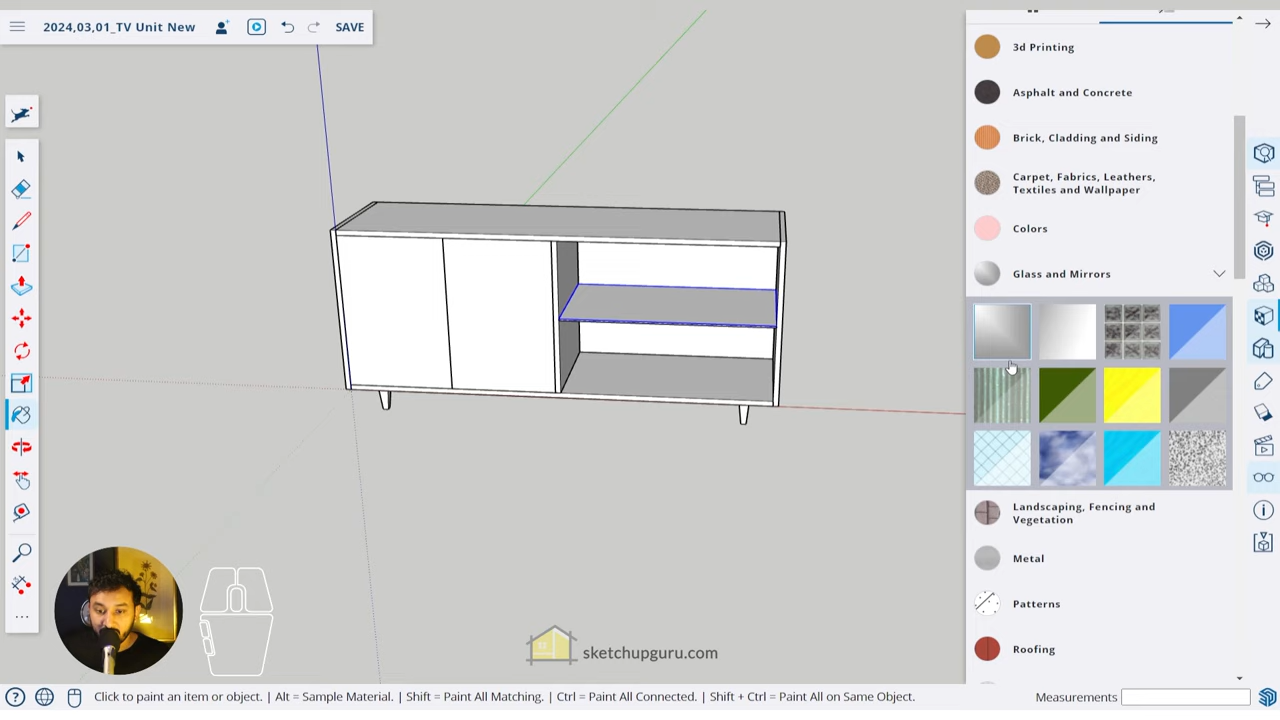 2024,03,01_TV Unit New
SAVE
3d Printing
Asphalt and Concrete
Brick, Cladding and Siding
Carpet, Fabrics, Leathers,
Textiles and Wallpaper
Colors
Glass and Mirrors
Landscaping, Fencing and
Vegetation
Metal
Patterns
Roofing
sketchupguru.com
Click to paint an item or object. | Alt = Sample Material. | Shift = Paint All Matching. | Ctrl = Paint All Connected. | Shift + Ctrl = Paint All on Same Object.
Measurements